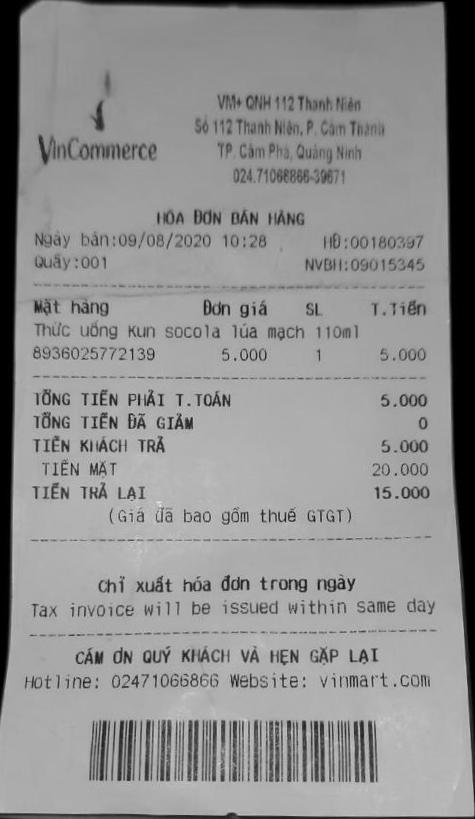 VinCommerce
VM+ QNH 112 Thanh Niên
Số 112 Thanh Niên, P. Cẩm Thành
TP. Cẩm Phả, Quảng Ninh
024.71066866-39671
HÓA ĐƠN BÁN HÀNG
Ngày bán:09/08/2020 10:28 HĐ:00180397
Quầy:001 NVBH:09015345
Mặt hàng Đơn giá SL T.Tiền
Thức uống Kun socola lúa mạch 110ml
8936025772139 5.000 1 5.000
TỔNG TIỀN PHẢI T.TOÁN 5.000
TỔNG TIỀN ĐÃ GIẢM 0
TIỀN KHÁCH TRẢ 5.000
TIỀN MẶT 20.000
TIỀN TRẢ LẠI 15.000
(Giá đã bao gồm thuế GTGT)
Chỉ xuất hóa đơn trong ngày
Tax invoice will be issued within same day
CẢM ƠN QUÝ KHÁCH VÀ HẸN GẶP LẠI
Hotline: 02471066866 Website: vinmart.com